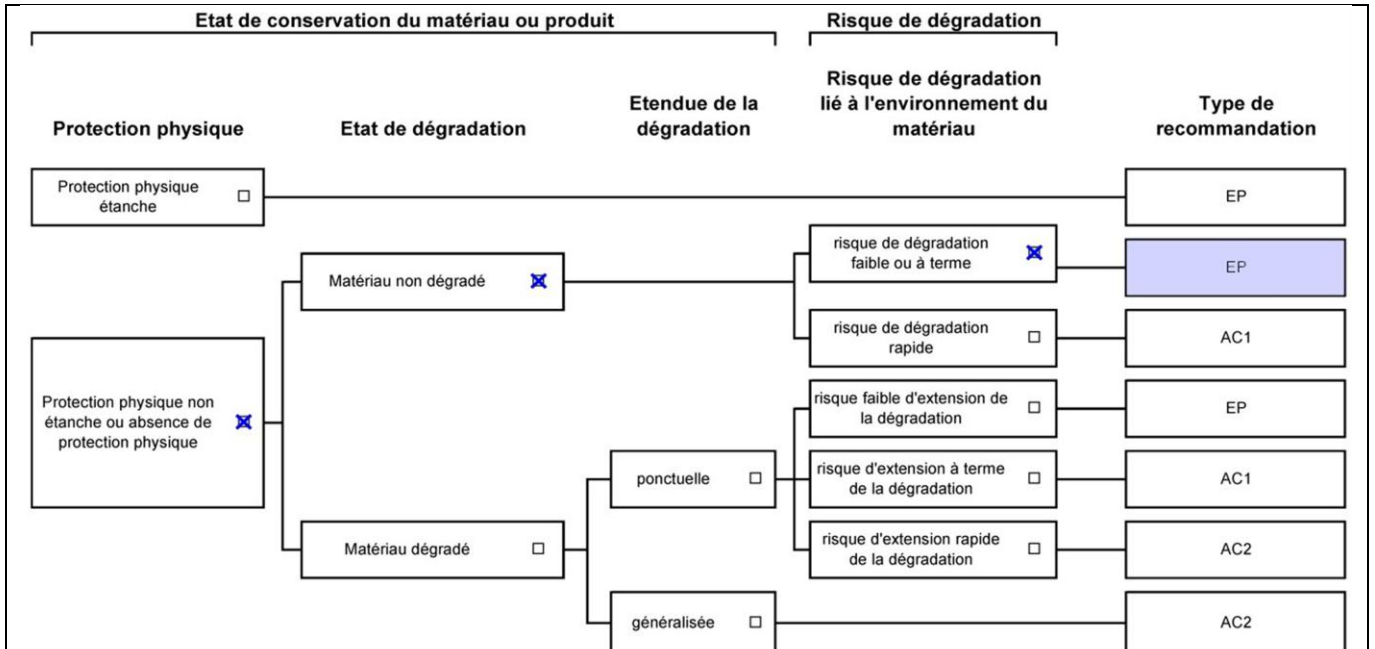 Etat de conservation du matériau ou produit
Risque de dégradation
Protection physique
Etat de dégradation
Etendue de la
dégradation
Risque de dégradation
lié à l'environnement du
matériau
Type de
recommandation
Protection physique
étanche
EP
risque de dégradation
faible ou à terme
EP
Matériau non dégradé
risque de dégradation
rapide
AC1
Protection physique non
étanche ou absence de
protection physique
risque faible d'extension de
la dégradation
EP
ponctuelle
risque d'extension à terme
de la dégradation
AC1
Matériau dégradé
risque d'extension rapide
de la dégradation
AC2
généralisée
AC2